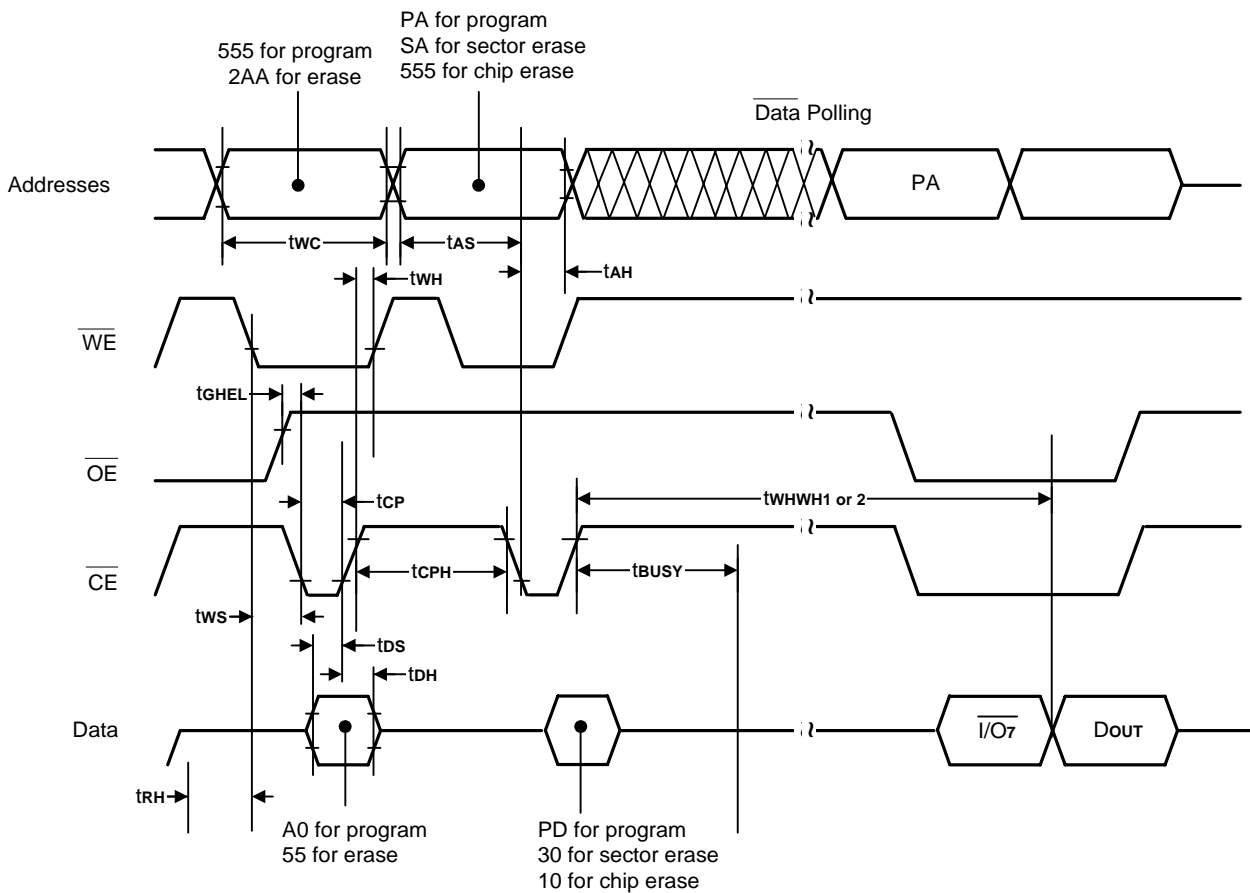 PA for program
SA for sector erase
555 for chip erase
555 for program
2AA for erase
Data Polling
Addresses
PA
tWC
tAS
tWH
tAH
WE
tGHEL
OE
tCP
tWHWH1 or 2
CE
tCPH
tBUSY
tWS
tDS
tDH
Data
I/O7
DOUT
tRH
A0 for program
55 for erase
PD for program
30 for sector erase
10 for chip erase